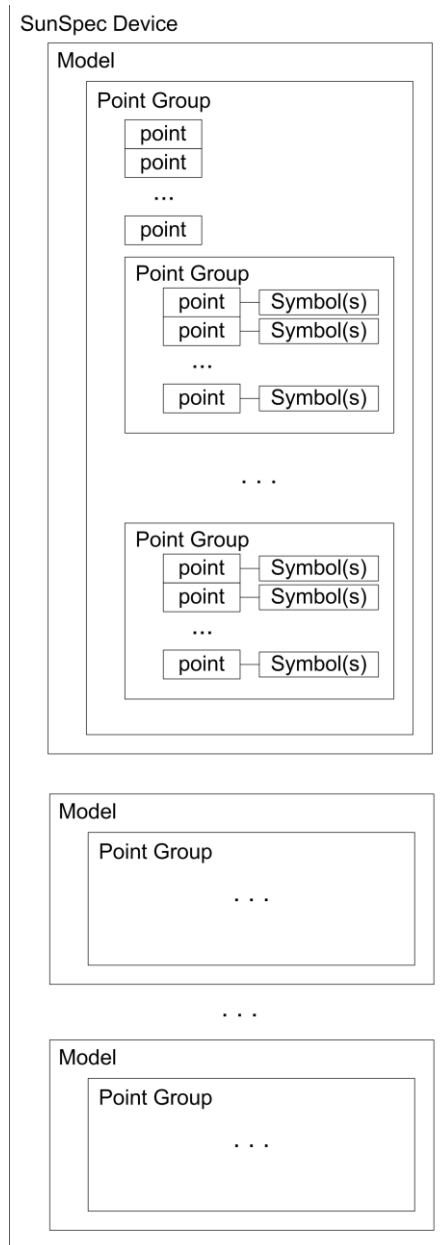 SunSpec Device
Model
Point Group
point
point
...
point
Point Group
point Symbol(s)
point Symbol(s)
...
point Symbol(s)
. . .
Point Group
point Symbol(s)
point Symbol(s)
...
point Symbol(s)
Model
Point Group
. . .
. . .
Model
Point Group
. . .